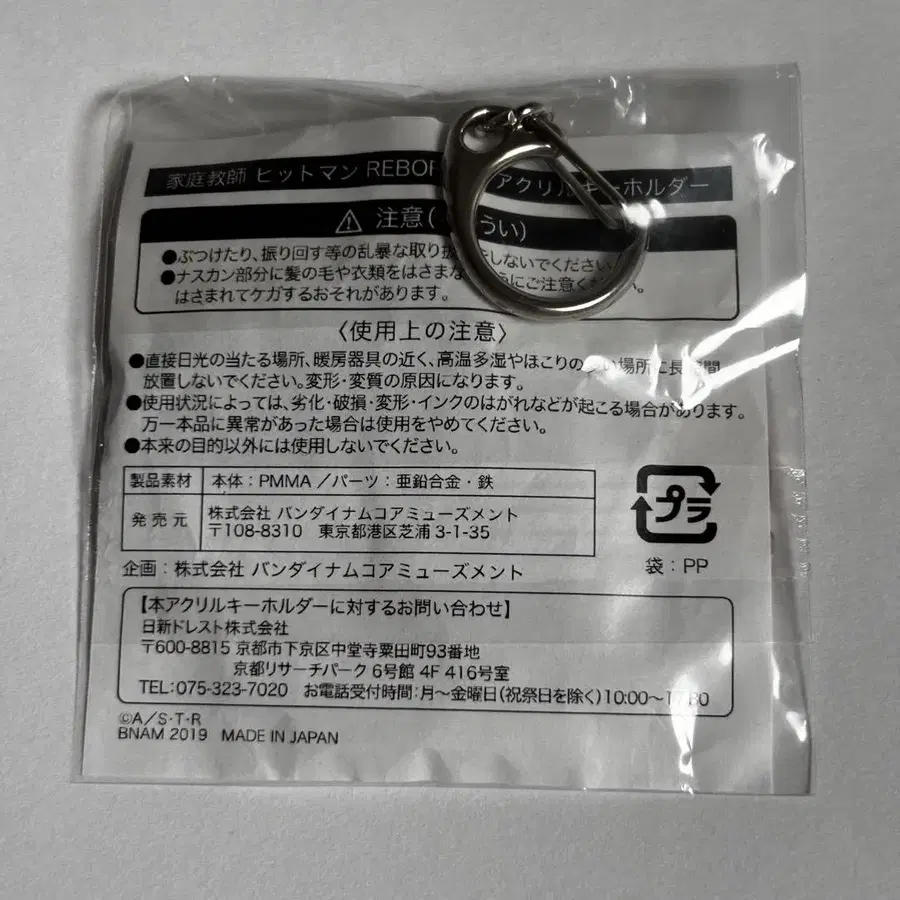 家庭教師 ヒットマン REBOR アクリルキーホルダー
注意( うい)
●ぶつけたり、振り回す等の乱暴な取り扱 をしないでください。
●ナスカン部分に髪の毛や衣類をはさまな うにご注意ください。
はさまれてケガするおそれがあります。
〈使用上の注意〉
●直接日光の当たる場所、暖房器具の近く、高温多湿やほこりの い場所に長 間
放置しないでください。変形・変質の原因になります。
●使用状況によっては、劣化・破損・変形・インクのはがれなどが起こる場合があります。
万一本品に異常があった場合は使用をやめてください。
●本来の目的以外には使用しないでください。
製品素材 本体：PMMA／パーツ：亜鉛合金・鉄
発売元 株式会社 バンダイナムコアミューズメント
〒108-8310 東京都港区芝浦 3-1-35
プラ
袋：PP
企画：株式会社 バンダイナムコアミューズメント
【本アクリルキーホルダーに対するお問い合わせ】
日新ドレスト株式会社
〒600-8815 京都市下京区中堂寺粟田町93番地
京都リサーチパーク 6号館 4F 416号室
TEL：075-323-7020 お電話受付時間：月〜金曜日（祝祭日を除く）10:00〜17:30
©A/S・T・R
BNAM 2019 MADE IN JAPAN